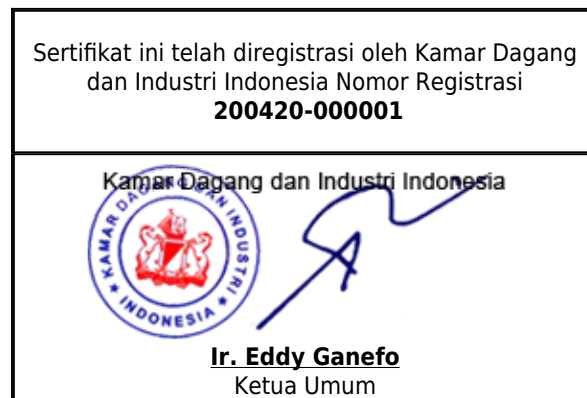 Sertifikat ini telah diregistrasi oleh Kamar Dagang
dan Industri Indonesia Nomor Registrasi
200420-000001
Kamar Dagang dan Industri Indonesia
KAMAR DAGANG DAN INDUSTRI
INDONESIA
Ir. Eddy Ganefo
Ketua Umum